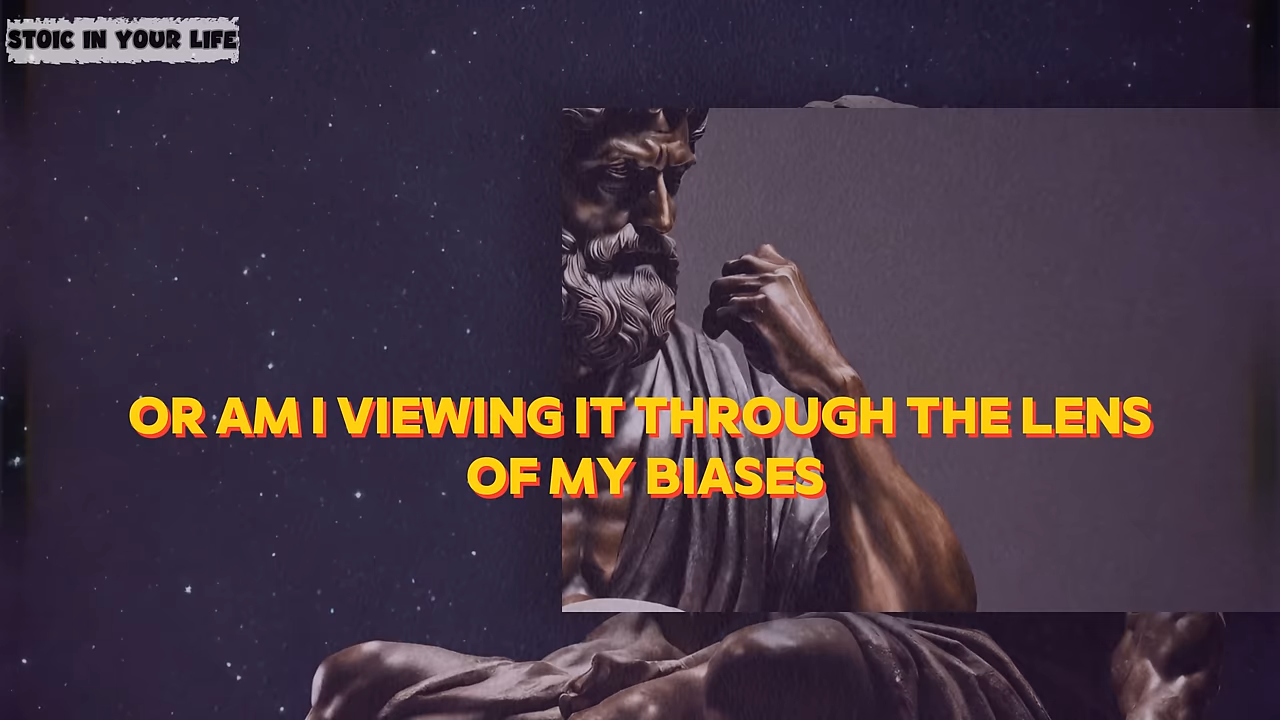 STOIC IN YOUR LIFE
OR AM I VIEWING IT THROUGH THE LENS
OF MY BIASES